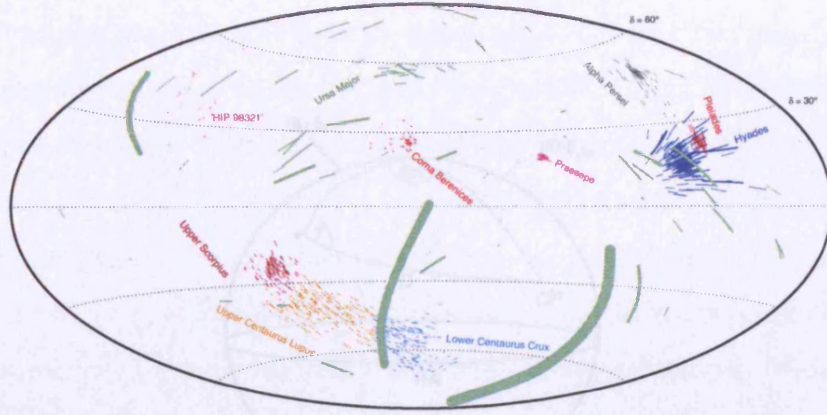 δ = 60°
δ = 30°
Alpha Persei
Ursa Major
Pleiades
HIP 98321
Hyades
Coma Berenices
Praesepe
Upper Scorpius
Upper Centaurus Lupus
Lower Centaurus Crux